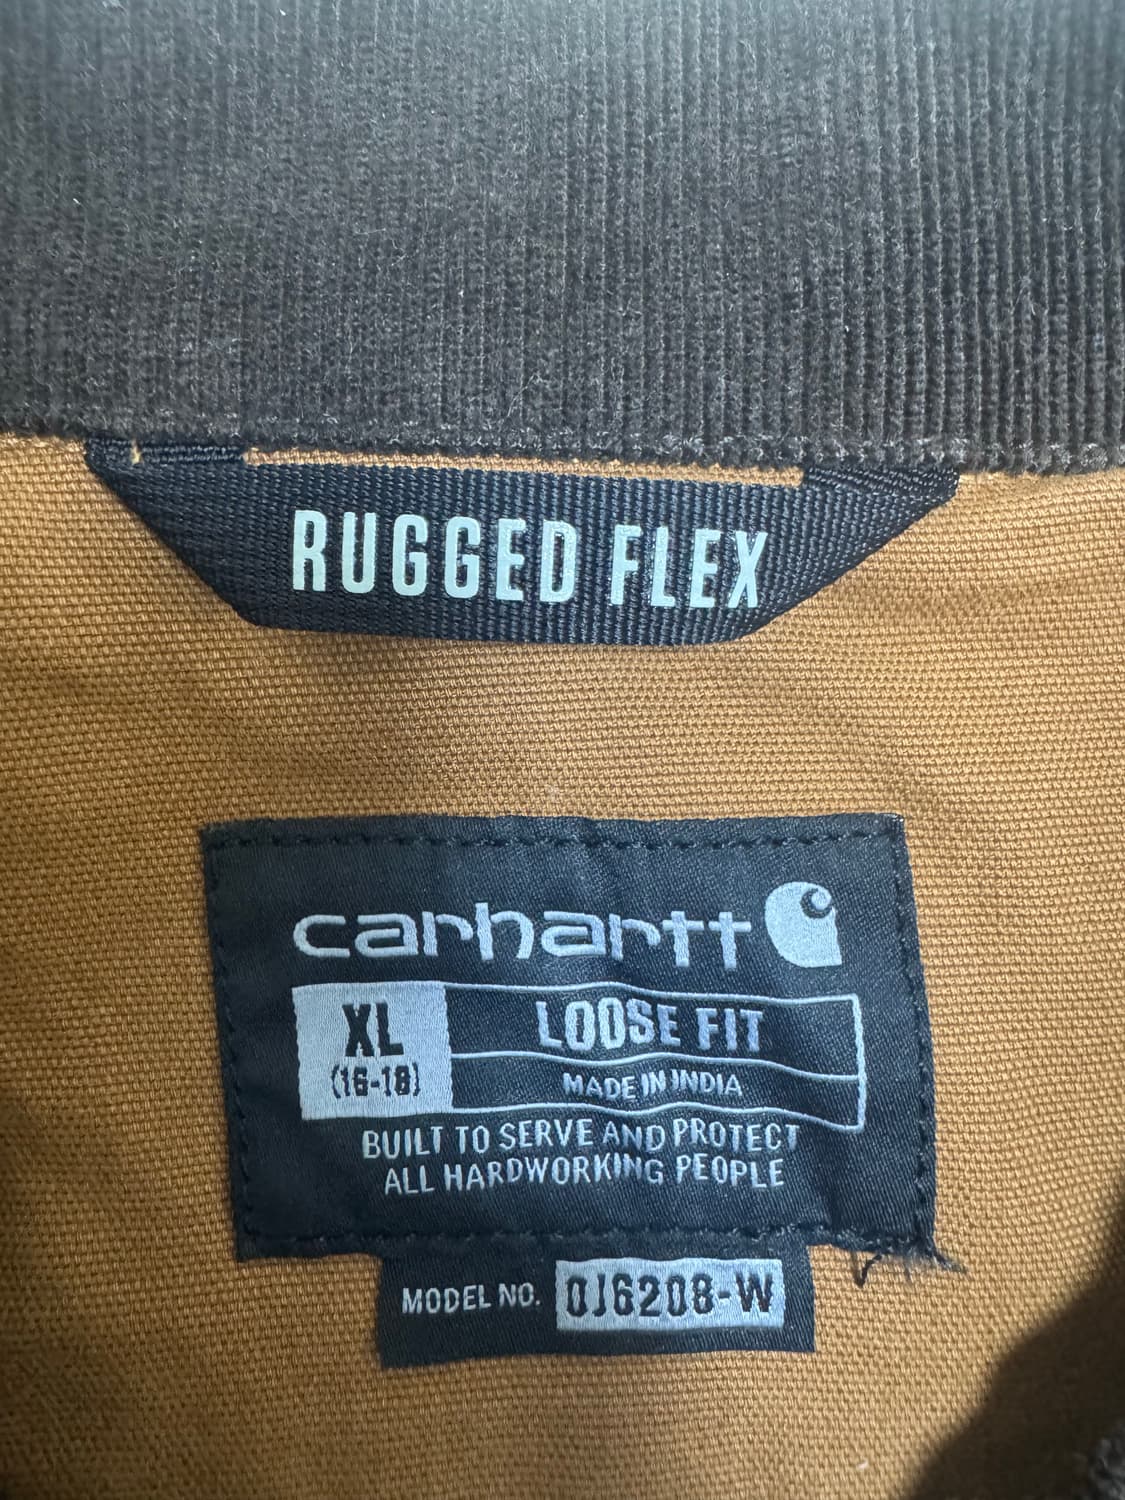 RUGGED FLEX
carhartt
XL
(16-18)
LOOSE FIT
MADE IN INDIA
BUILT TO SERVE AND PROTECT
ALL HARDWORKING PEOPLE
MODEL NO. OJ6208-W